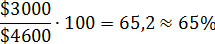 $3000
$4600 · 100 = 65,2 ≈ 65%